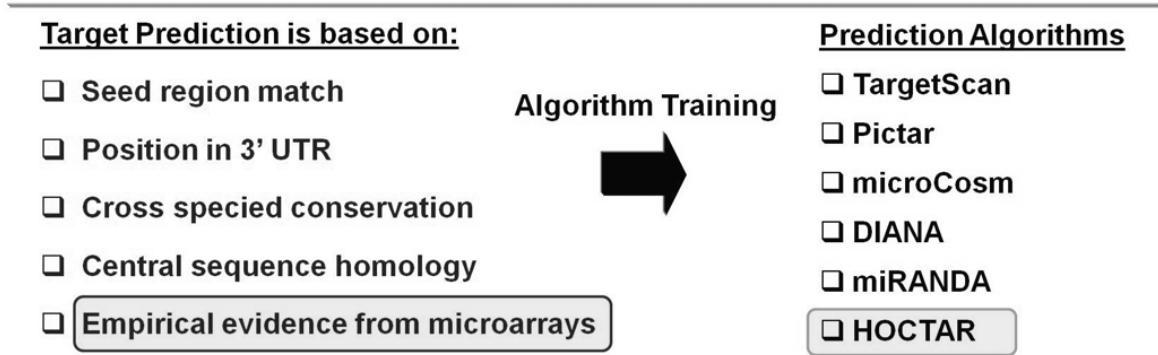 Target Prediction is based on:
❑ Seed region match
❑ Position in 3' UTR
❑ Cross specied conservation
❑ Central sequence homology
❑ Empirical evidence from microarrays
Algorithm Training
Prediction Algorithms
❑ TargetScan
❑ Pictar
❑ microCosm
❑ DIANA
❑ miRANDA
❑ HOCTAR